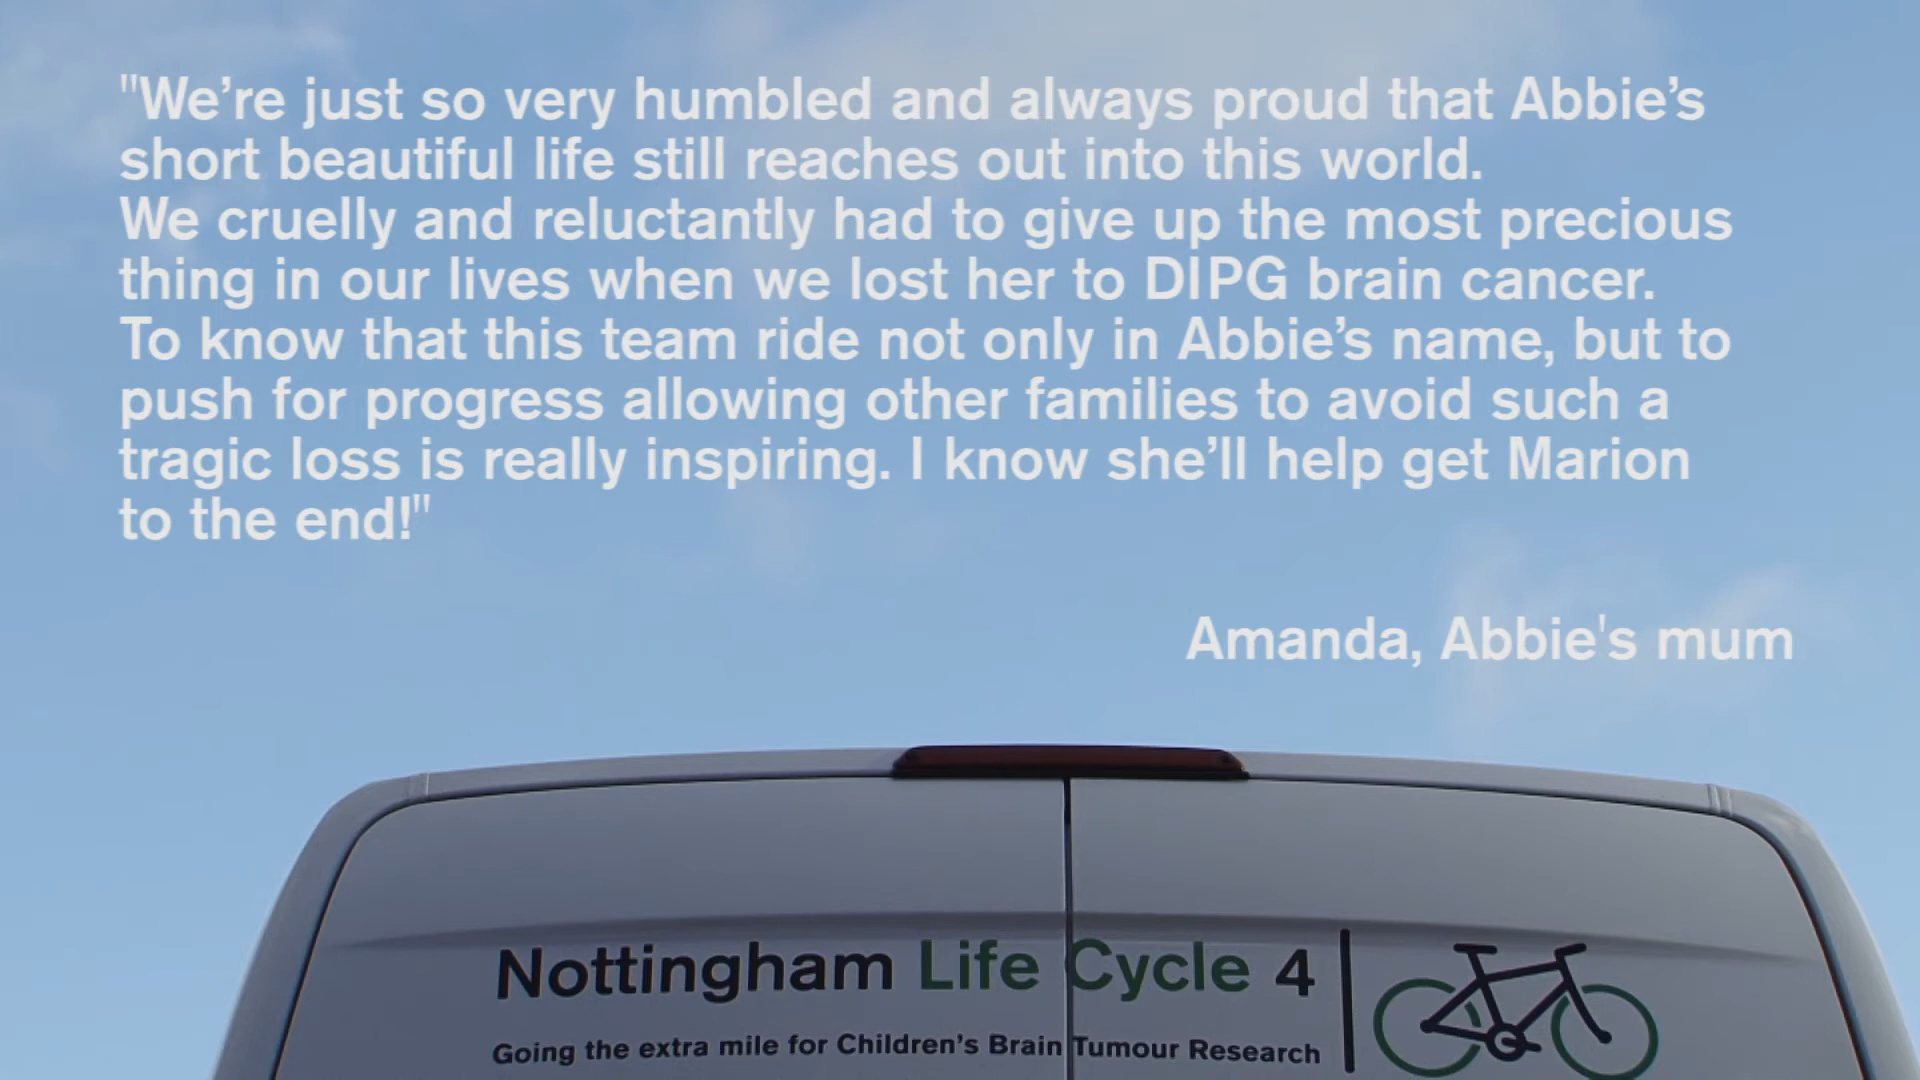 "We’re just so very humbled and always proud that Abbie’s
short beautiful life still reaches out into this world.
We cruelly and reluctantly had to give up the most precious
thing in our lives when we lost her to DIPG brain cancer.
To know that this team ride not only in Abbie’s name, but to
push for progress allowing other families to avoid such a
tragic loss is really inspiring. I know she’ll help get Marion
to the end!"
Amanda, Abbie's mum
Nottingham Life Cycle 4
Going the extra mile for Children’s Brain Tumour Research